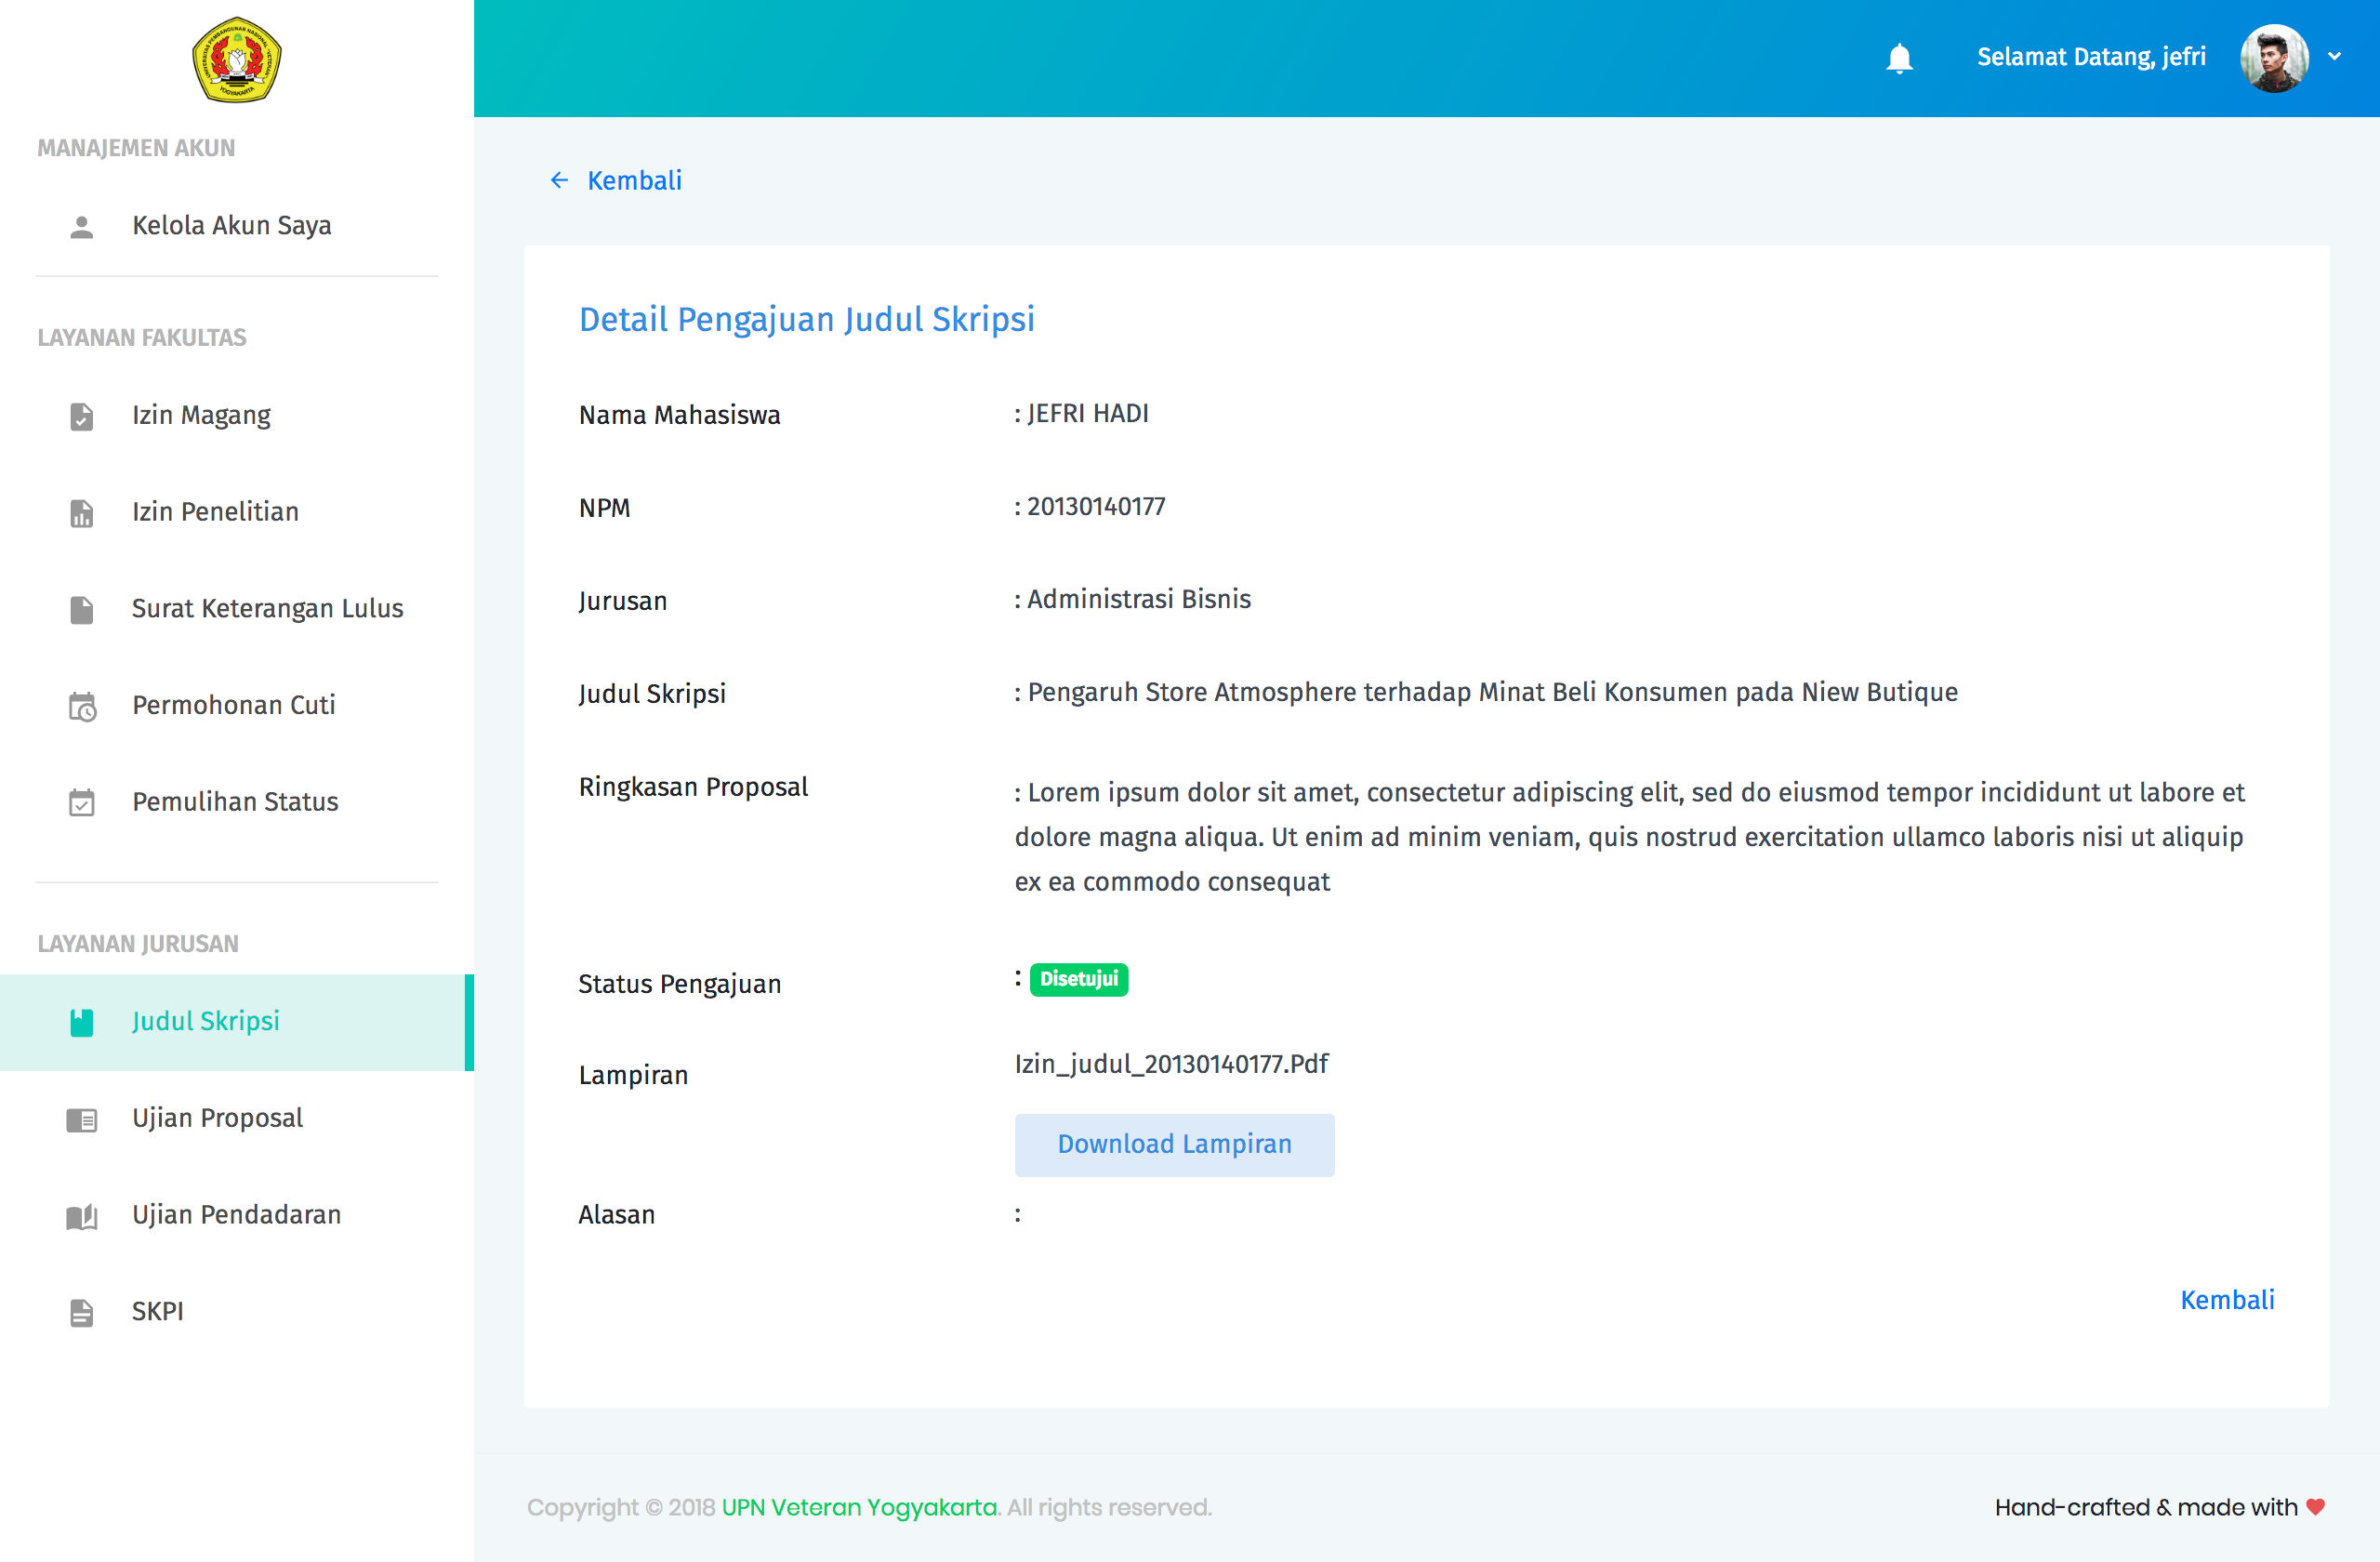 UNIVERSITAS PEMBANGUNAN NASIONAL "VETERAN"
YOGYAKARTA
Selamat Datang, jefri
MANAJEMEN AKUN
Kelola Akun Saya
LAYANAN FAKULTAS
Izin Magang
Izin Penelitian
Surat Keterangan Lulus
Permohonan Cuti
Pemulihan Status
LAYANAN JURUSAN
Judul Skripsi
Ujian Proposal
Ujian Pendadaran
SKPI
Kembali
Detail Pengajuan Judul Skripsi
Nama Mahasiswa : JEFRI HADI
NPM : 20130140177
Jurusan : Administrasi Bisnis
Judul Skripsi : Pengaruh Store Atmosphere terhadap Minat Beli Konsumen pada Niew Butique
Ringkasan Proposal : Lorem ipsum dolor sit amet, consectetur adipiscing elit, sed do eiusmod tempor incididunt ut labore et
dolore magna aliqua. Ut enim ad minim veniam, quis nostrud exercitation ullamco laboris nisi ut aliquip
ex ea commodo consequat
Status Pengajuan : Disetujui
Lampiran Izin_judul_20130140177.Pdf
Download Lampiran
Alasan :
Kembali
Copyright © 2018 UPN Veteran Yogyakarta. All rights reserved.
Hand-crafted & made with